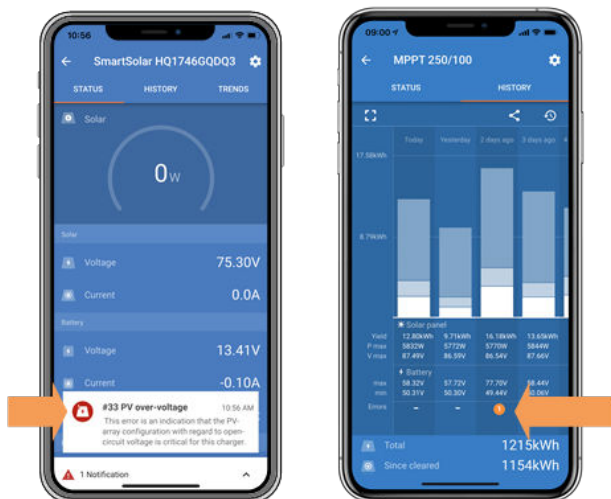 10:56
SmartSolar HQ1746GQDQ3
STATUS HISTORY TRENDS
Solar
0W
Solar
Voltage 75.30V
Current 0.0A
Battery
Voltage 13.41V
Current -0.10A
#33 PV over-voltage 10:56 AM
This error is an indication that the PV-
array configuration with regard to open-
circuit voltage is critical for this charger.
1 Notification
09:00
MPPT 250/100
STATUS HISTORY
Today Yesterday 2 days ago 3 days ago 4
17.58kWh
8.79kWh
Solar panel
Yield 12.80kWh 9.71kWh 16.18kWh 13.65kWh
P max 5832W 5772W 5770W 5844W
V max 87.49V 86.59V 86.54V 87.66V
Battery
max 58.32V 57.72V 77.70V 58.44V
min 50.31V 50.30V 49.44V 50.06V
Errors – – 1
Total 1215kWh
Since cleared 1154kWh